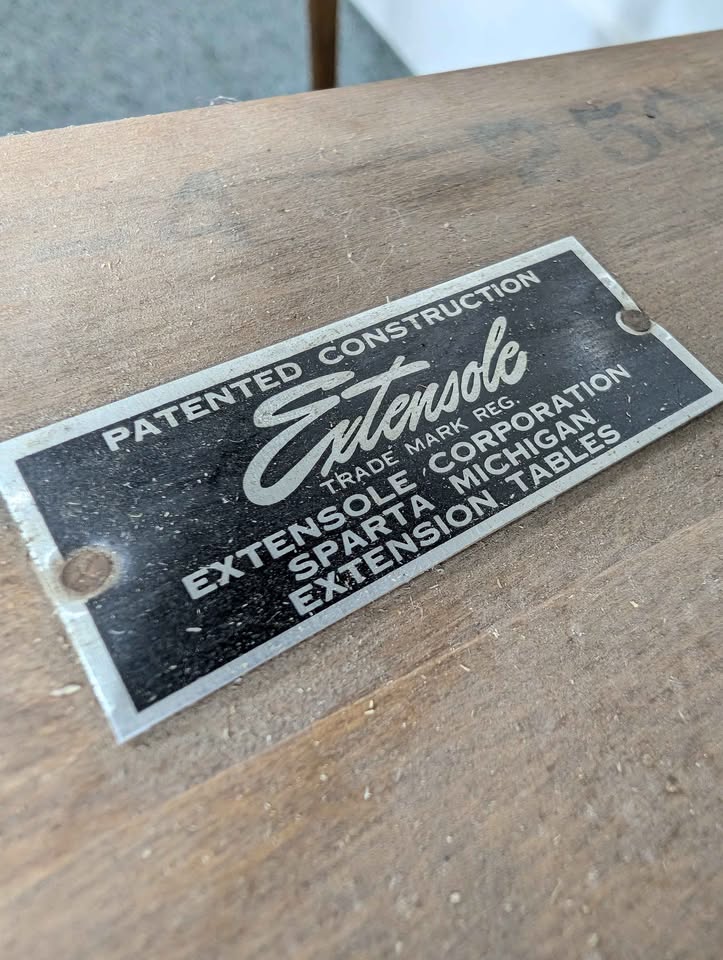 PATENTED CONSTRUCTION
Extensole
TRADE MARK REG.
EXTENSOLE CORPORATION
SPARTA MICHIGAN
EXTENSION TABLES